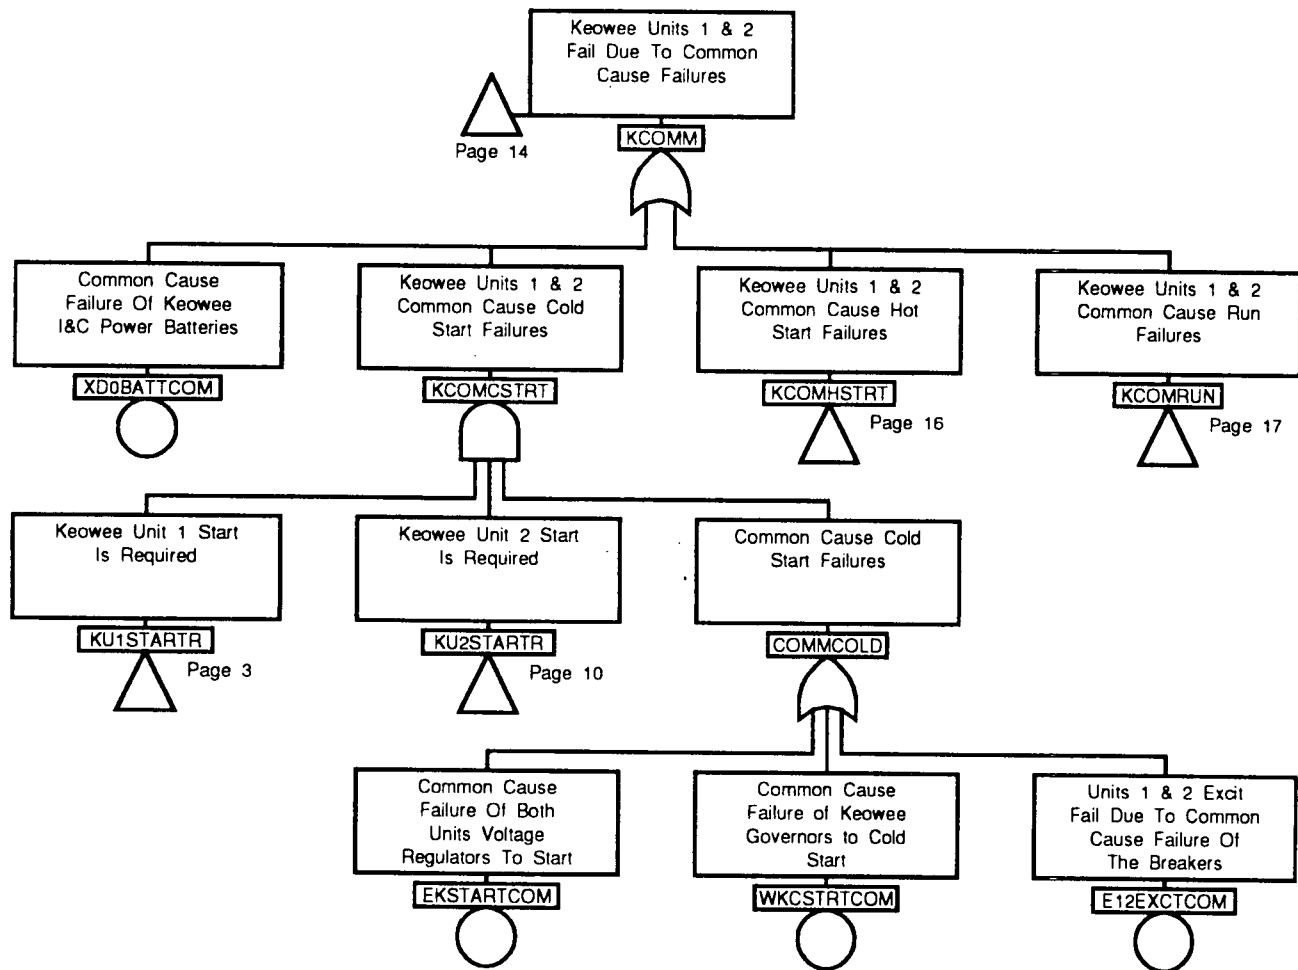 Keowee Units 1 & 2
Fail Due To Common
Cause Failures
Page 14
KCOMM
Common Cause
Failure Of Keowee
I&C Power Batteries
XD0BATTCOM
Keowee Units 1 & 2
Common Cause Cold
Start Failures
KCOMCSTRT
Keowee Units 1 & 2
Common Cause Hot
Start Failures
KCOMHSTRT
Page 16
Keowee Units 1 & 2
Common Cause Run
Failures
KCOMRUN
Page 17
Keowee Unit 1 Start
Is Required
KU1STARTR
Page 3
Keowee Unit 2 Start
Is Required
KU2STARTR
Page 10
Common Cause Cold
Start Failures
COMMCOLD
Common Cause
Failure Of Both
Units Voltage
Regulators To Start
EKSTARTCOM
Common Cause
Failure of Keowee
Governors to Cold
Start
WKCSTRTCOM
Units 1 & 2 Excit
Fail Due To Common
Cause Failure Of
The Breakers
E12EXCTCOM